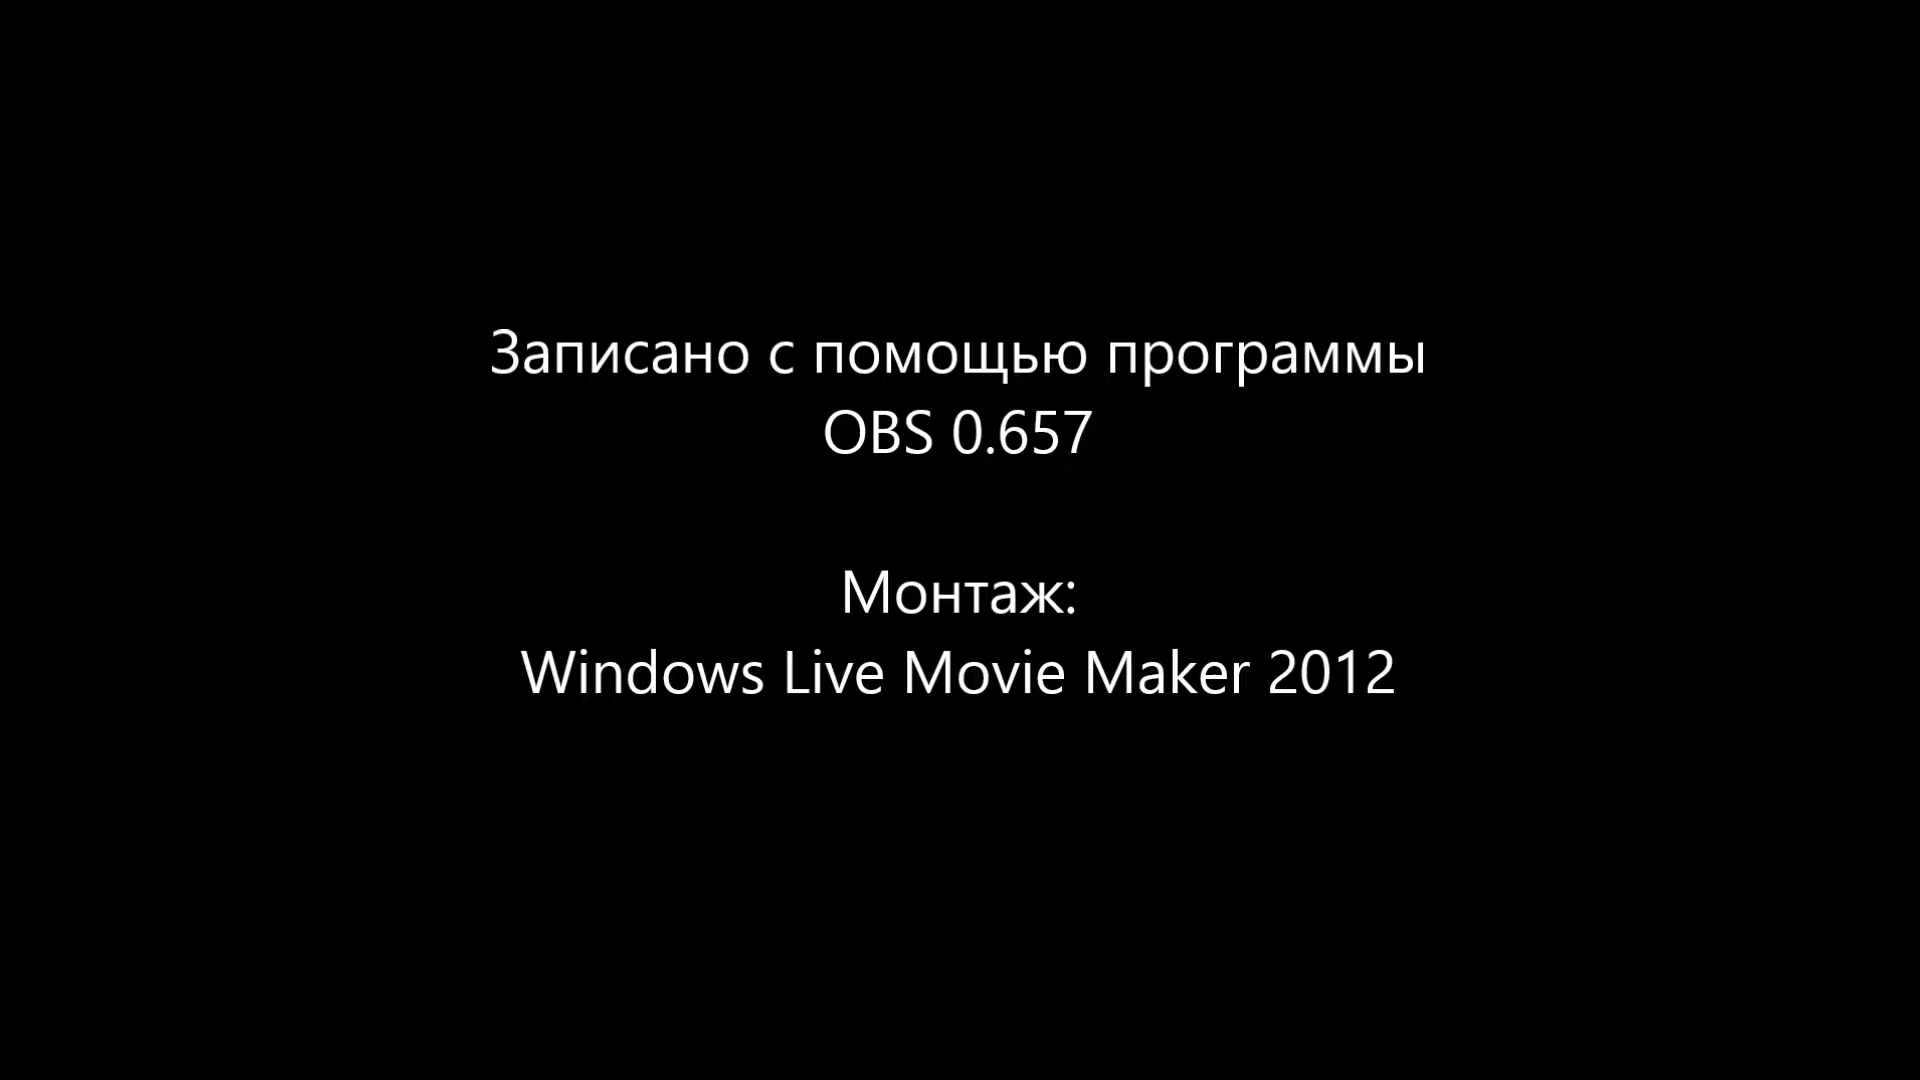 Записано с помощью программы
OBS 0.657
Монтаж:
Windows Live Movie Maker 2012